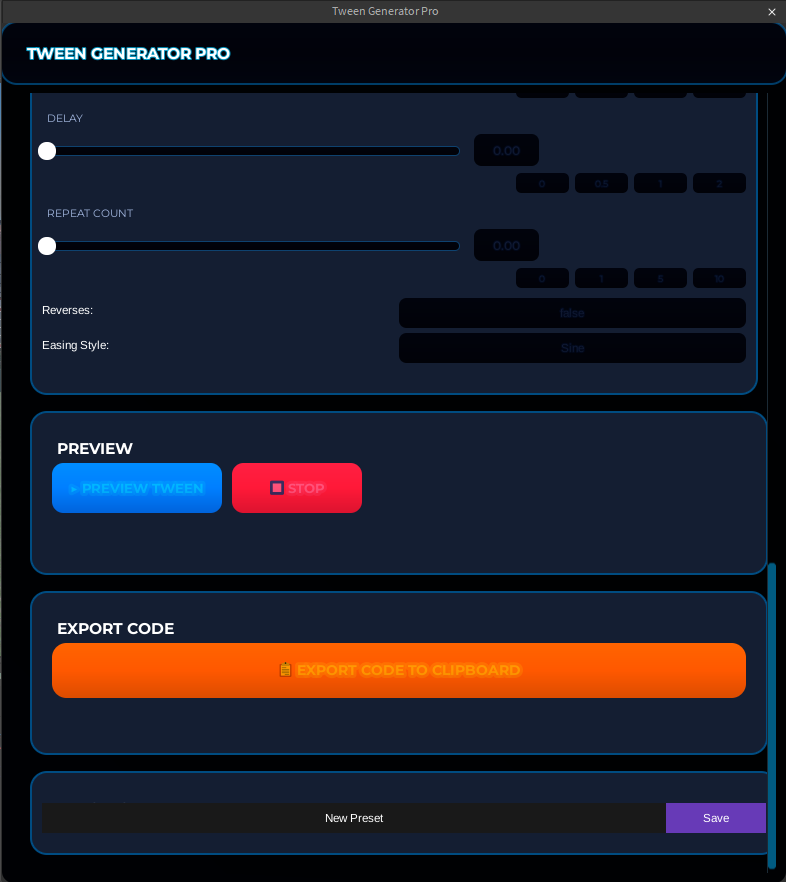 Tween Generator Pro
TWEEN GENERATOR PRO
DELAY
0.00
0 0.5 1 2
REPEAT COUNT
0.00
0 1 5 10
Reverses: false
Easing Style: Sine
PREVIEW
▶ PREVIEW TWEEN STOP
EXPORT CODE
📋 EXPORT CODE TO CLIPBOARD
New Preset Save